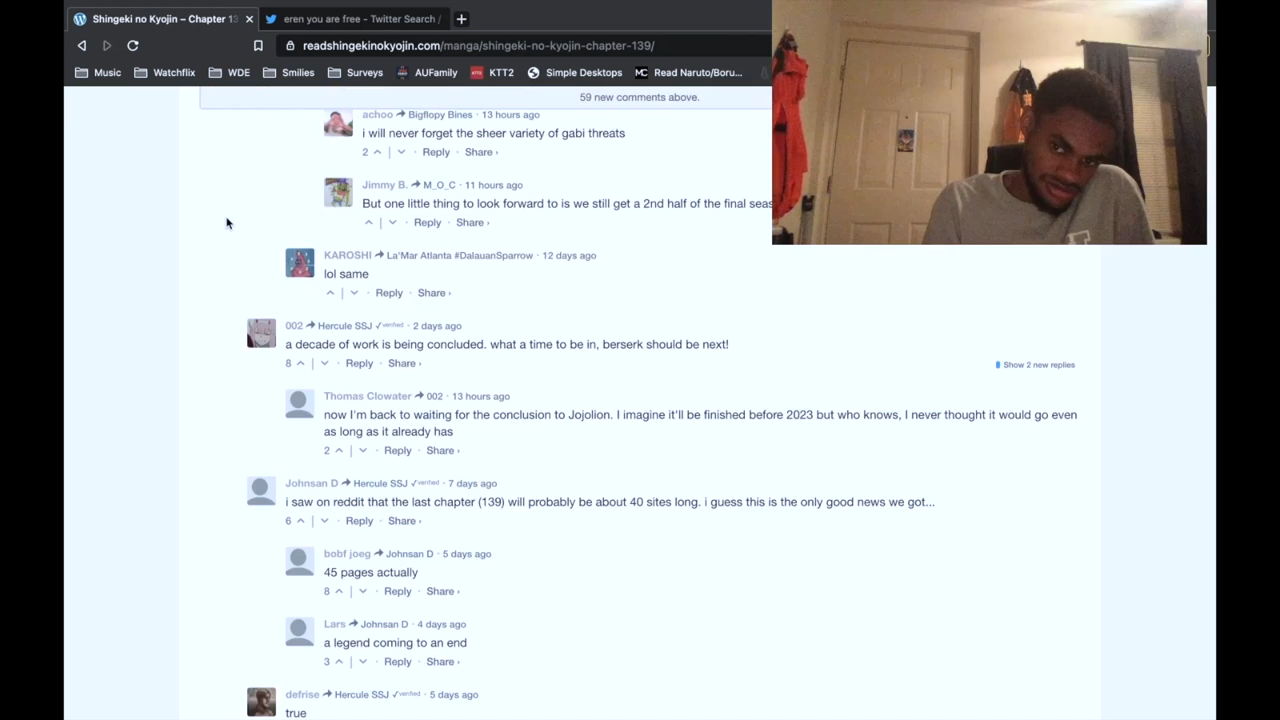 Shingeki no Kyojin – Chapter 13
eren you are free - Twitter Search /
readshingekinokyojin.com/manga/shingeki-no-kyojin-chapter-139/
Music Watchflix WDE Smilies Surveys AUFamily KTT2 Simple Desktops MC Read Naruto/Boru...
59 new comments above.
achoo Bigflopy Bines · 13 hours ago
i will never forget the sheer variety of gabi threats
2 · Reply · Share ›
Jimmy B. M_O_C · 11 hours ago
But one little thing to look forward to is we still get a 2nd half of the final seas
· Reply · Share ›
KAROSHI La'Mar Atlanta #DalauanSparrow · 12 days ago
lol same
· Reply · Share ›
002 Hercule SSJ ✓verified · 2 days ago
a decade of work is being concluded. what a time to be in, berserk should be next!
8 · Reply · Share ›
Show 2 new replies
Thomas Clowater 002 · 13 hours ago
now I'm back to waiting for the conclusion to Jojolion. I imagine it'll be finished before 2023 but who knows, I never thought it would go even
as long as it already has
2 · Reply · Share ›
Johnsan D Hercule SSJ ✓verified · 7 days ago
i saw on reddit that the last chapter (139) will probably be about 40 sites long. i guess this is the only good news we got...
6 · Reply · Share ›
bobf joeg Johnsan D · 5 days ago
45 pages actually
8 · Reply · Share ›
Lars Johnsan D · 4 days ago
a legend coming to an end
3 · Reply · Share ›
defrise Hercule SSJ ✓verified · 5 days ago
true